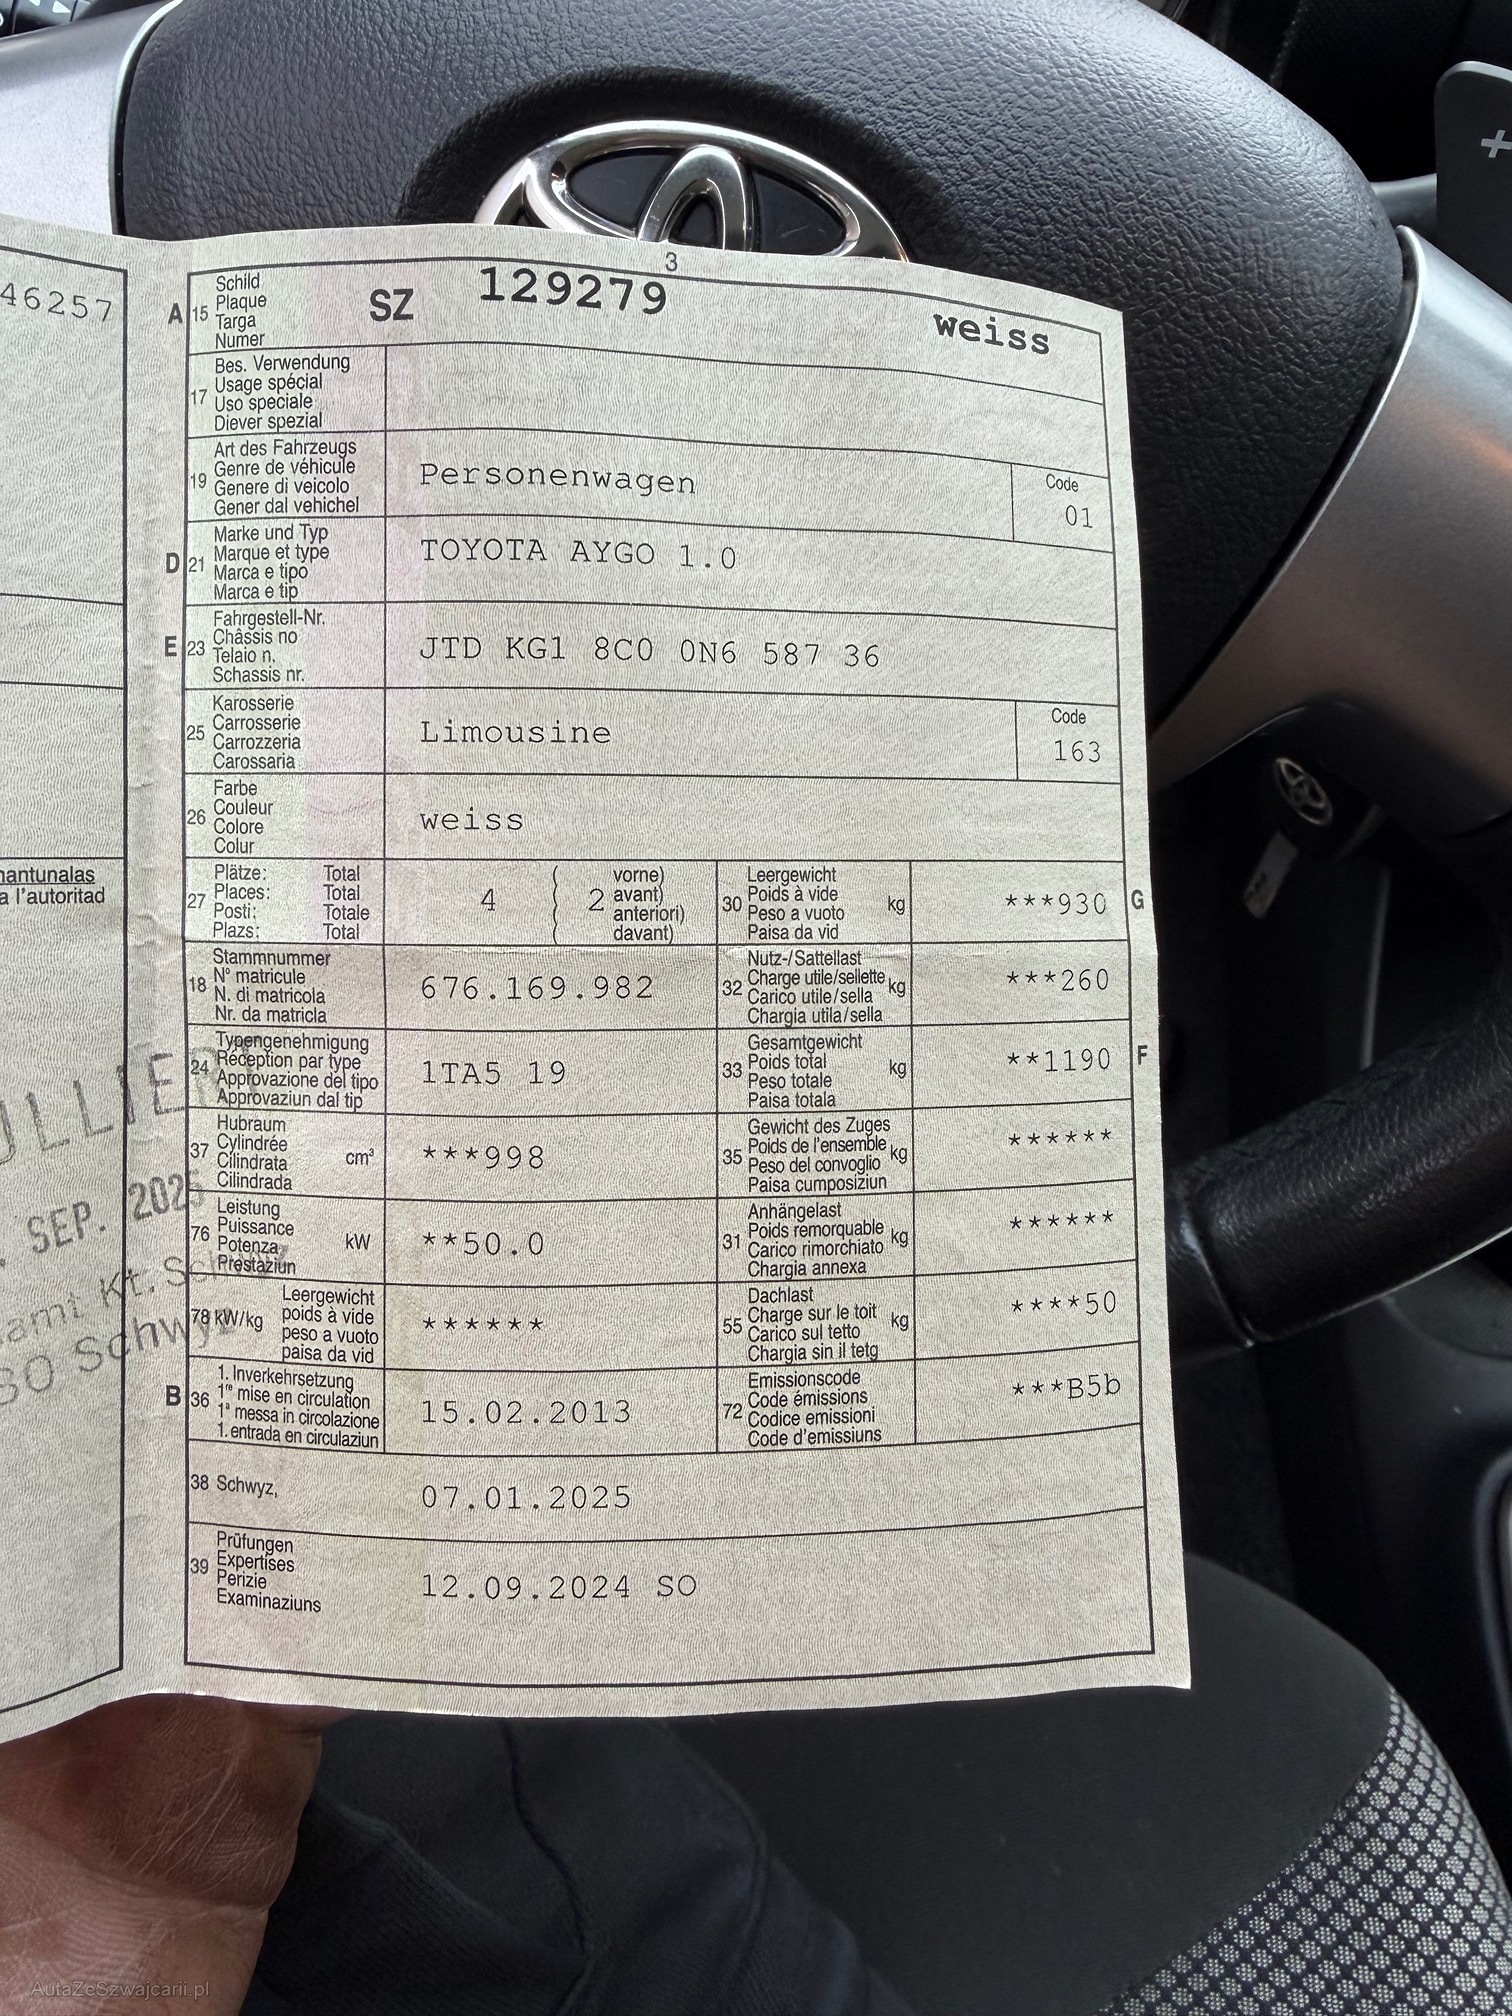 46257
3
A 15 Schild
Plaque
Targa
Numer
SZ 129279 weiss
17 Bes. Verwendung
Usage spécial
Uso speciale
Diever spezial
19 Art des Fahrzeugs
Genre de véhicule
Genere di veicolo
Gener dal vehichel
Personenwagen
Code
01
D 21 Marke und Typ
Marque et type
Marca e tipo
Marca e tip
TOYOTA AYGO 1.0
E 23 Fahrgestell-Nr.
Châssis no
Telaio n.
Schassis nr.
JTD KG1 8C0 0N6 587 36
25 Karosserie
Carrosserie
Carrozzeria
Carossaria
Limousine
Code
163
26 Farbe
Couleur
Colore
Colur
weiss
antunalas
a l'autoritad
27 Plätze: Total
Places: Total
Posti: Totale
Plazs: Total
4 ( 2 vorne)
( avant)
( anteriori)
( davant)
30 Leergewicht
Poids à vide kg
Peso a vuoto
Paisa da vid
***930 G
18 Stammnummer
N° matricule
N. di matricola
Nr. da matricla
676.169.982
32 Nutz-/Sattellast
Charge utile/sellette kg
Carico utile/sella
Chargia utila/sella
***260
24 Typengenehmigung
Réception par type
Approvazione del tipo
Approvaziun dal tip
1TA5 19
33 Gesamtgewicht
Poids total kg
Peso totale
Paisa totala
**1190 F
37 Hubraum
Cylindrée cm³
Cilindrata
Cilindrada
***998
35 Gewicht des Zuges
Poids de l'ensemble kg
Peso del convoglio
Paisa cumposiziun
******
76 Leistung
Puissance kW
Potenza
Prestaziun
**50.0
31 Anhängelast
Poids remorquable kg
Carico rimorchiato
Chargia annexa
******
78 kW/kg Leergewicht
poids à vide
peso a vuoto
paisa da vid
******
55 Dachlast
Charge sur le toit kg
Carico sul tetto
Chargia sin il tetg
****50
B 36 1. Inverkehrsetzung
1re mise en circulation
1a messa in circolazione
1. entrada en circulaziun
15.02.2013
72 Emissionscode
Code émissions
Codice emissioni
Code d'emissiuns
***B5b
38 Schwyz,
07.01.2025
39 Prüfungen
Expertises
Perizie
Examinaziuns
12.09.2024 SO
ULLIERT
. SEP. 2025
amt Kt. Schwyz
Schwyz
AutaZeSzwajcarii.pl